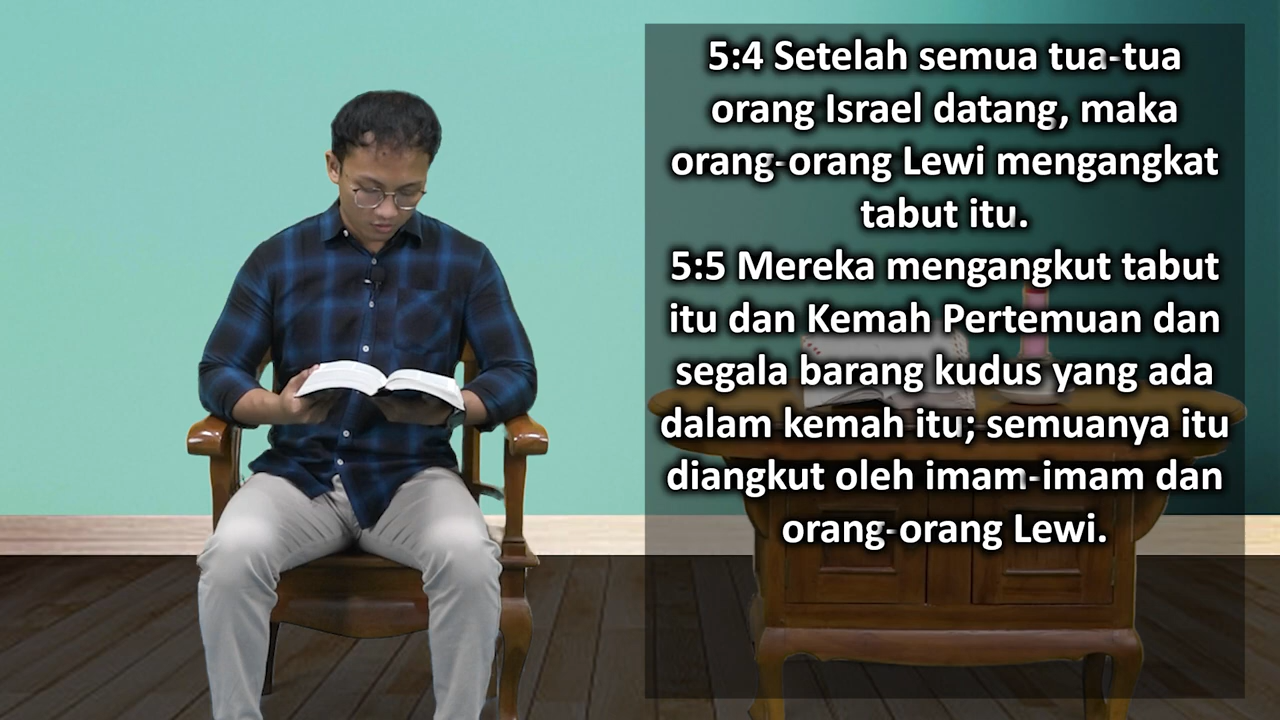 5:4 Setelah semua tua-tua
orang Israel datang, maka
orang-orang Lewi mengangkat
tabut itu.
5:5 Mereka mengangkut tabut
itu dan Kemah Pertemuan dan
segala barang kudus yang ada
dalam kemah itu; semuanya itu
diangkut oleh imam-imam dan
orang-orang Lewi.